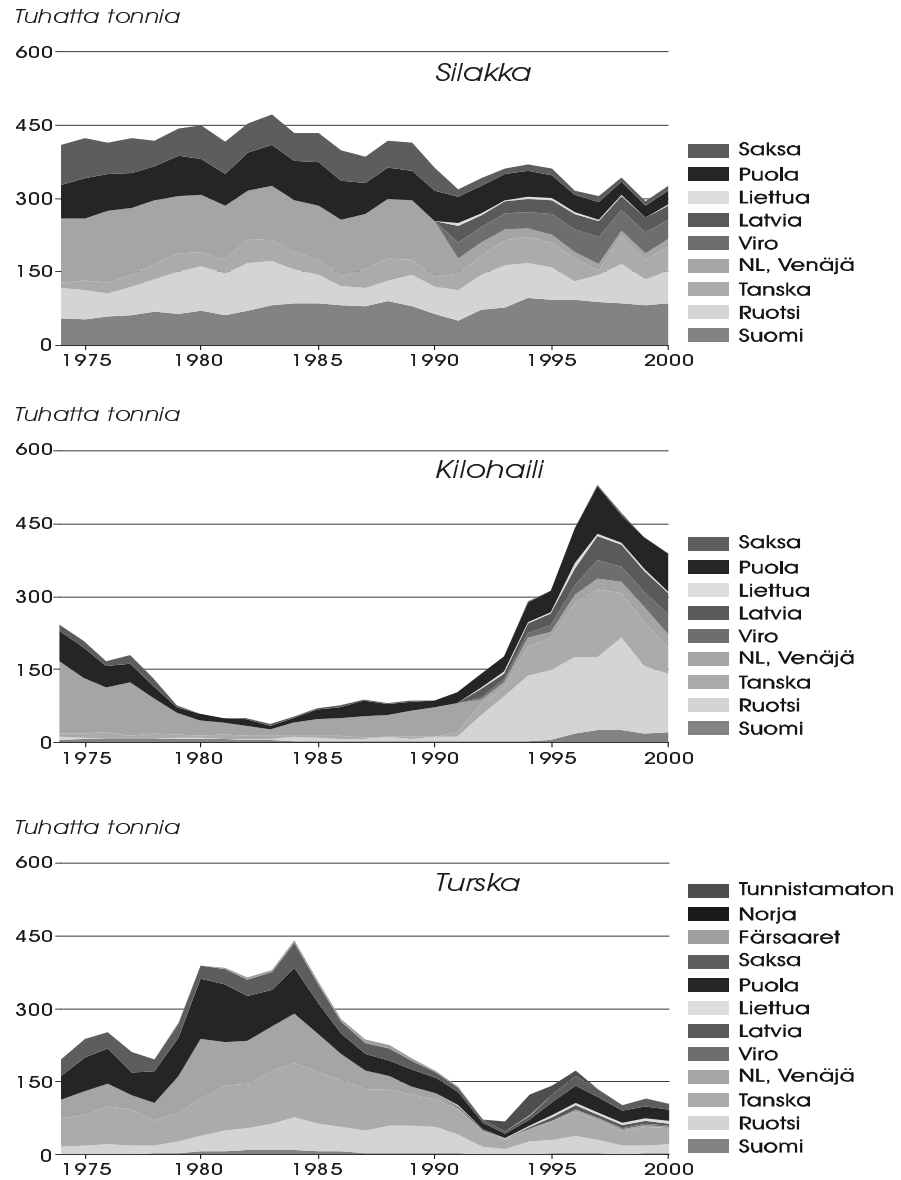 Tuhatta tonnia
600
Silakka
450
300
150
0
1975 1980 1985 1990 1995 2000
Saksa
Puola
Liettua
Latvia
Viro
NL, Venäjä
Tanska
Ruotsi
Suomi
Tuhatta tonnia
600
Kilohaili
450
300
150
0
1975 1980 1985 1990 1995 2000
Saksa
Puola
Liettua
Latvia
Viro
NL, Venäjä
Tanska
Ruotsi
Suomi
Tuhatta tonnia
600
Turska
450
300
150
0
1975 1980 1985 1990 1995 2000
Tunnistamaton
Norja
Färsaaret
Saksa
Puola
Liettua
Latvia
Viro
NL, Venäjä
Tanska
Ruotsi
Suomi